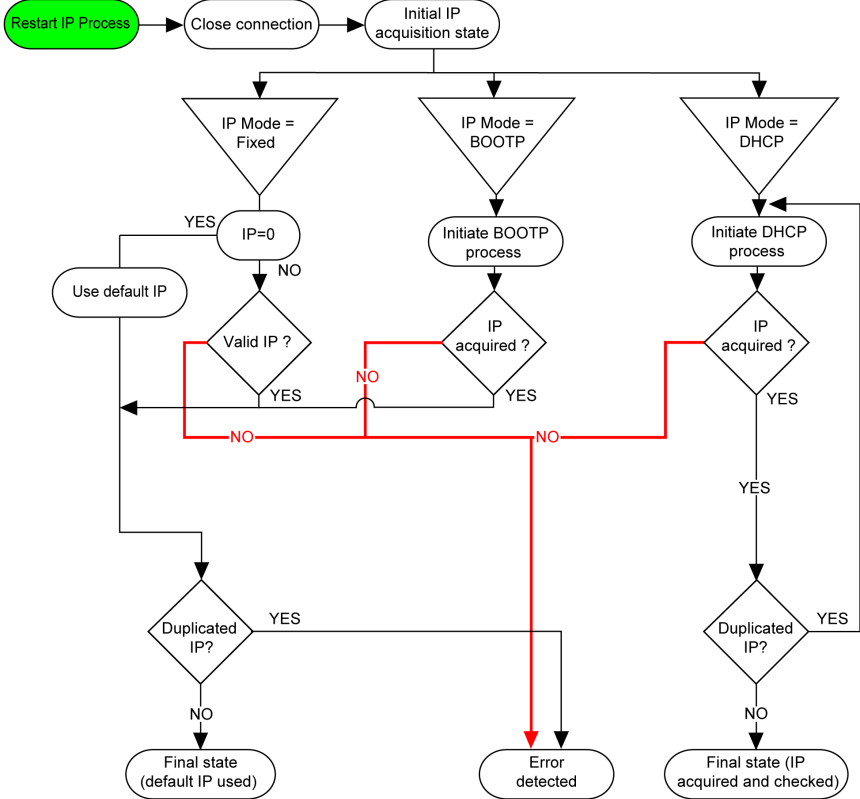 Restart IP Process
Close connection
Initial IP
acquisition state
IP Mode =
Fixed
IP Mode =
BOOTP
IP Mode =
DHCP
YES
IP=0
NO
Initiate BOOTP
process
Initiate DHCP
process
Use default IP
Valid IP ?
IP
acquired ?
IP
acquired ?
NO
YES
YES
YES
NO
NO
YES
Duplicated
IP?
YES
Duplicated
IP?
YES
NO
NO
Final state
(default IP used)
Error
detected
Final state (IP
acquired and checked)